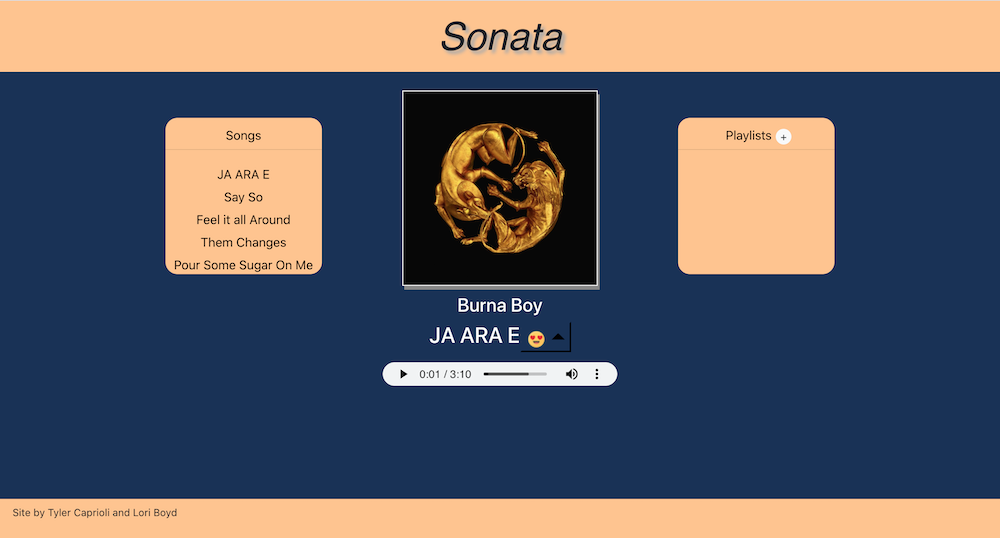 Sonata
Songs
JA ARA E
Say So
Feel it all Around
Them Changes
Pour Some Sugar On Me
Burna Boy
JA ARA E 😍
0:01 / 3:10
Playlists +
Site by Tyler Caprioli and Lori Boyd